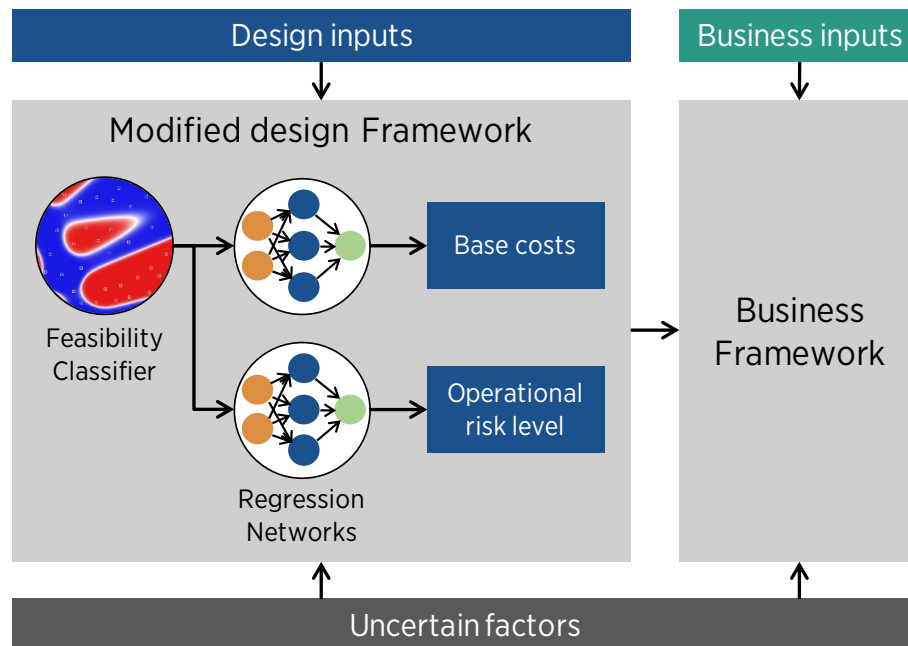 Design inputs
Business inputs
Modified design Framework
Base costs
Feasibility
Classifier
Business
Framework
Operational
risk level
Regression
Networks
Uncertain factors